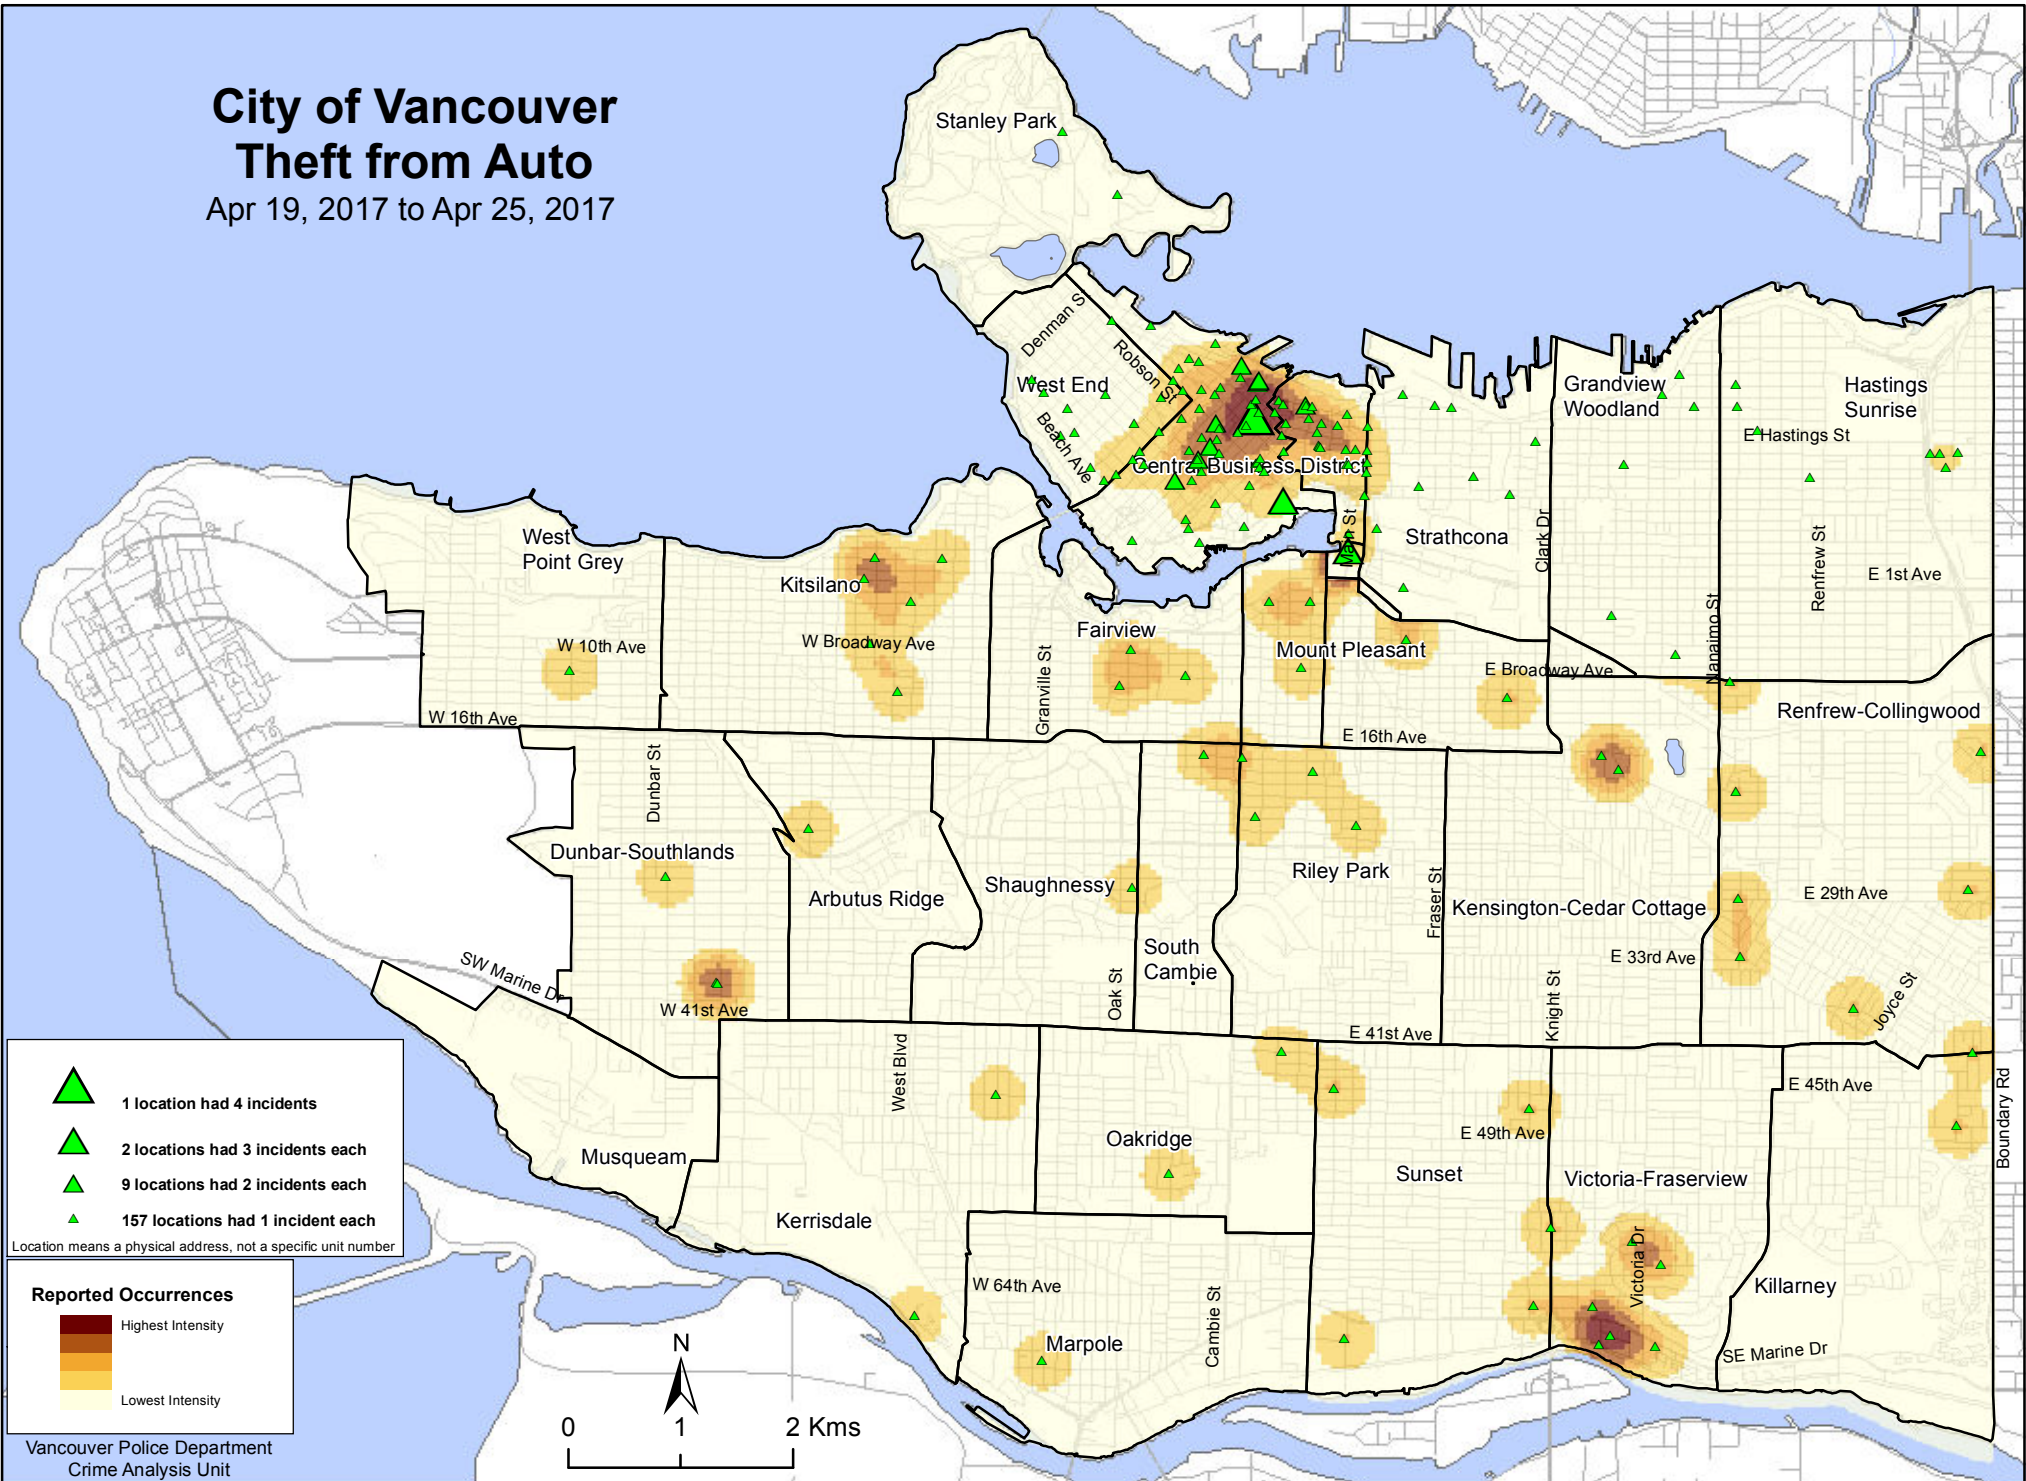 City of Vancouver
Theft from Auto
Apr 19, 2017 to Apr 25, 2017
Stanley Park
Denman S
Robson St
West End
Beach Ave
Central Business District
Main St
Strathcona
Clark Dr
Grandview
Woodland
Hastings
Sunrise
E Hastings St
Renfrew St
E 1st Ave
Nanaimo St
West
Point Grey
W 10th Ave
W 16th Ave
Kitsilano
W Broadway Ave
Granville St
Fairview
Mount Pleasant
E Broadway Ave
E 16th Ave
Renfrew-Collingwood
Dunbar St
Dunbar-Southlands
Arbutus Ridge
Shaughnessy
South
Cambie
Oak St
Riley Park
Fraser St
Kensington-Cedar Cottage
E 29th Ave
E 33rd Ave
Knight St
Joyce St
SW Marine Dr
W 41st Ave
E 41st Ave
West Blvd
E 45th Ave
Boundary Rd
Musqueam
Oakridge
E 49th Ave
Sunset
Victoria-Fraserview
Kerrisdale
Victoria Dr
Killarney
W 64th Ave
Cambie St
Marpole
SE Marine Dr
1 location had 4 incidents
2 locations had 3 incidents each
9 locations had 2 incidents each
157 locations had 1 incident each
Location means a physical address, not a specific unit number
Reported Occurrences
Highest Intensity
Lowest Intensity
N
0 1 2 Kms
Vancouver Police Department
Crime Analysis Unit